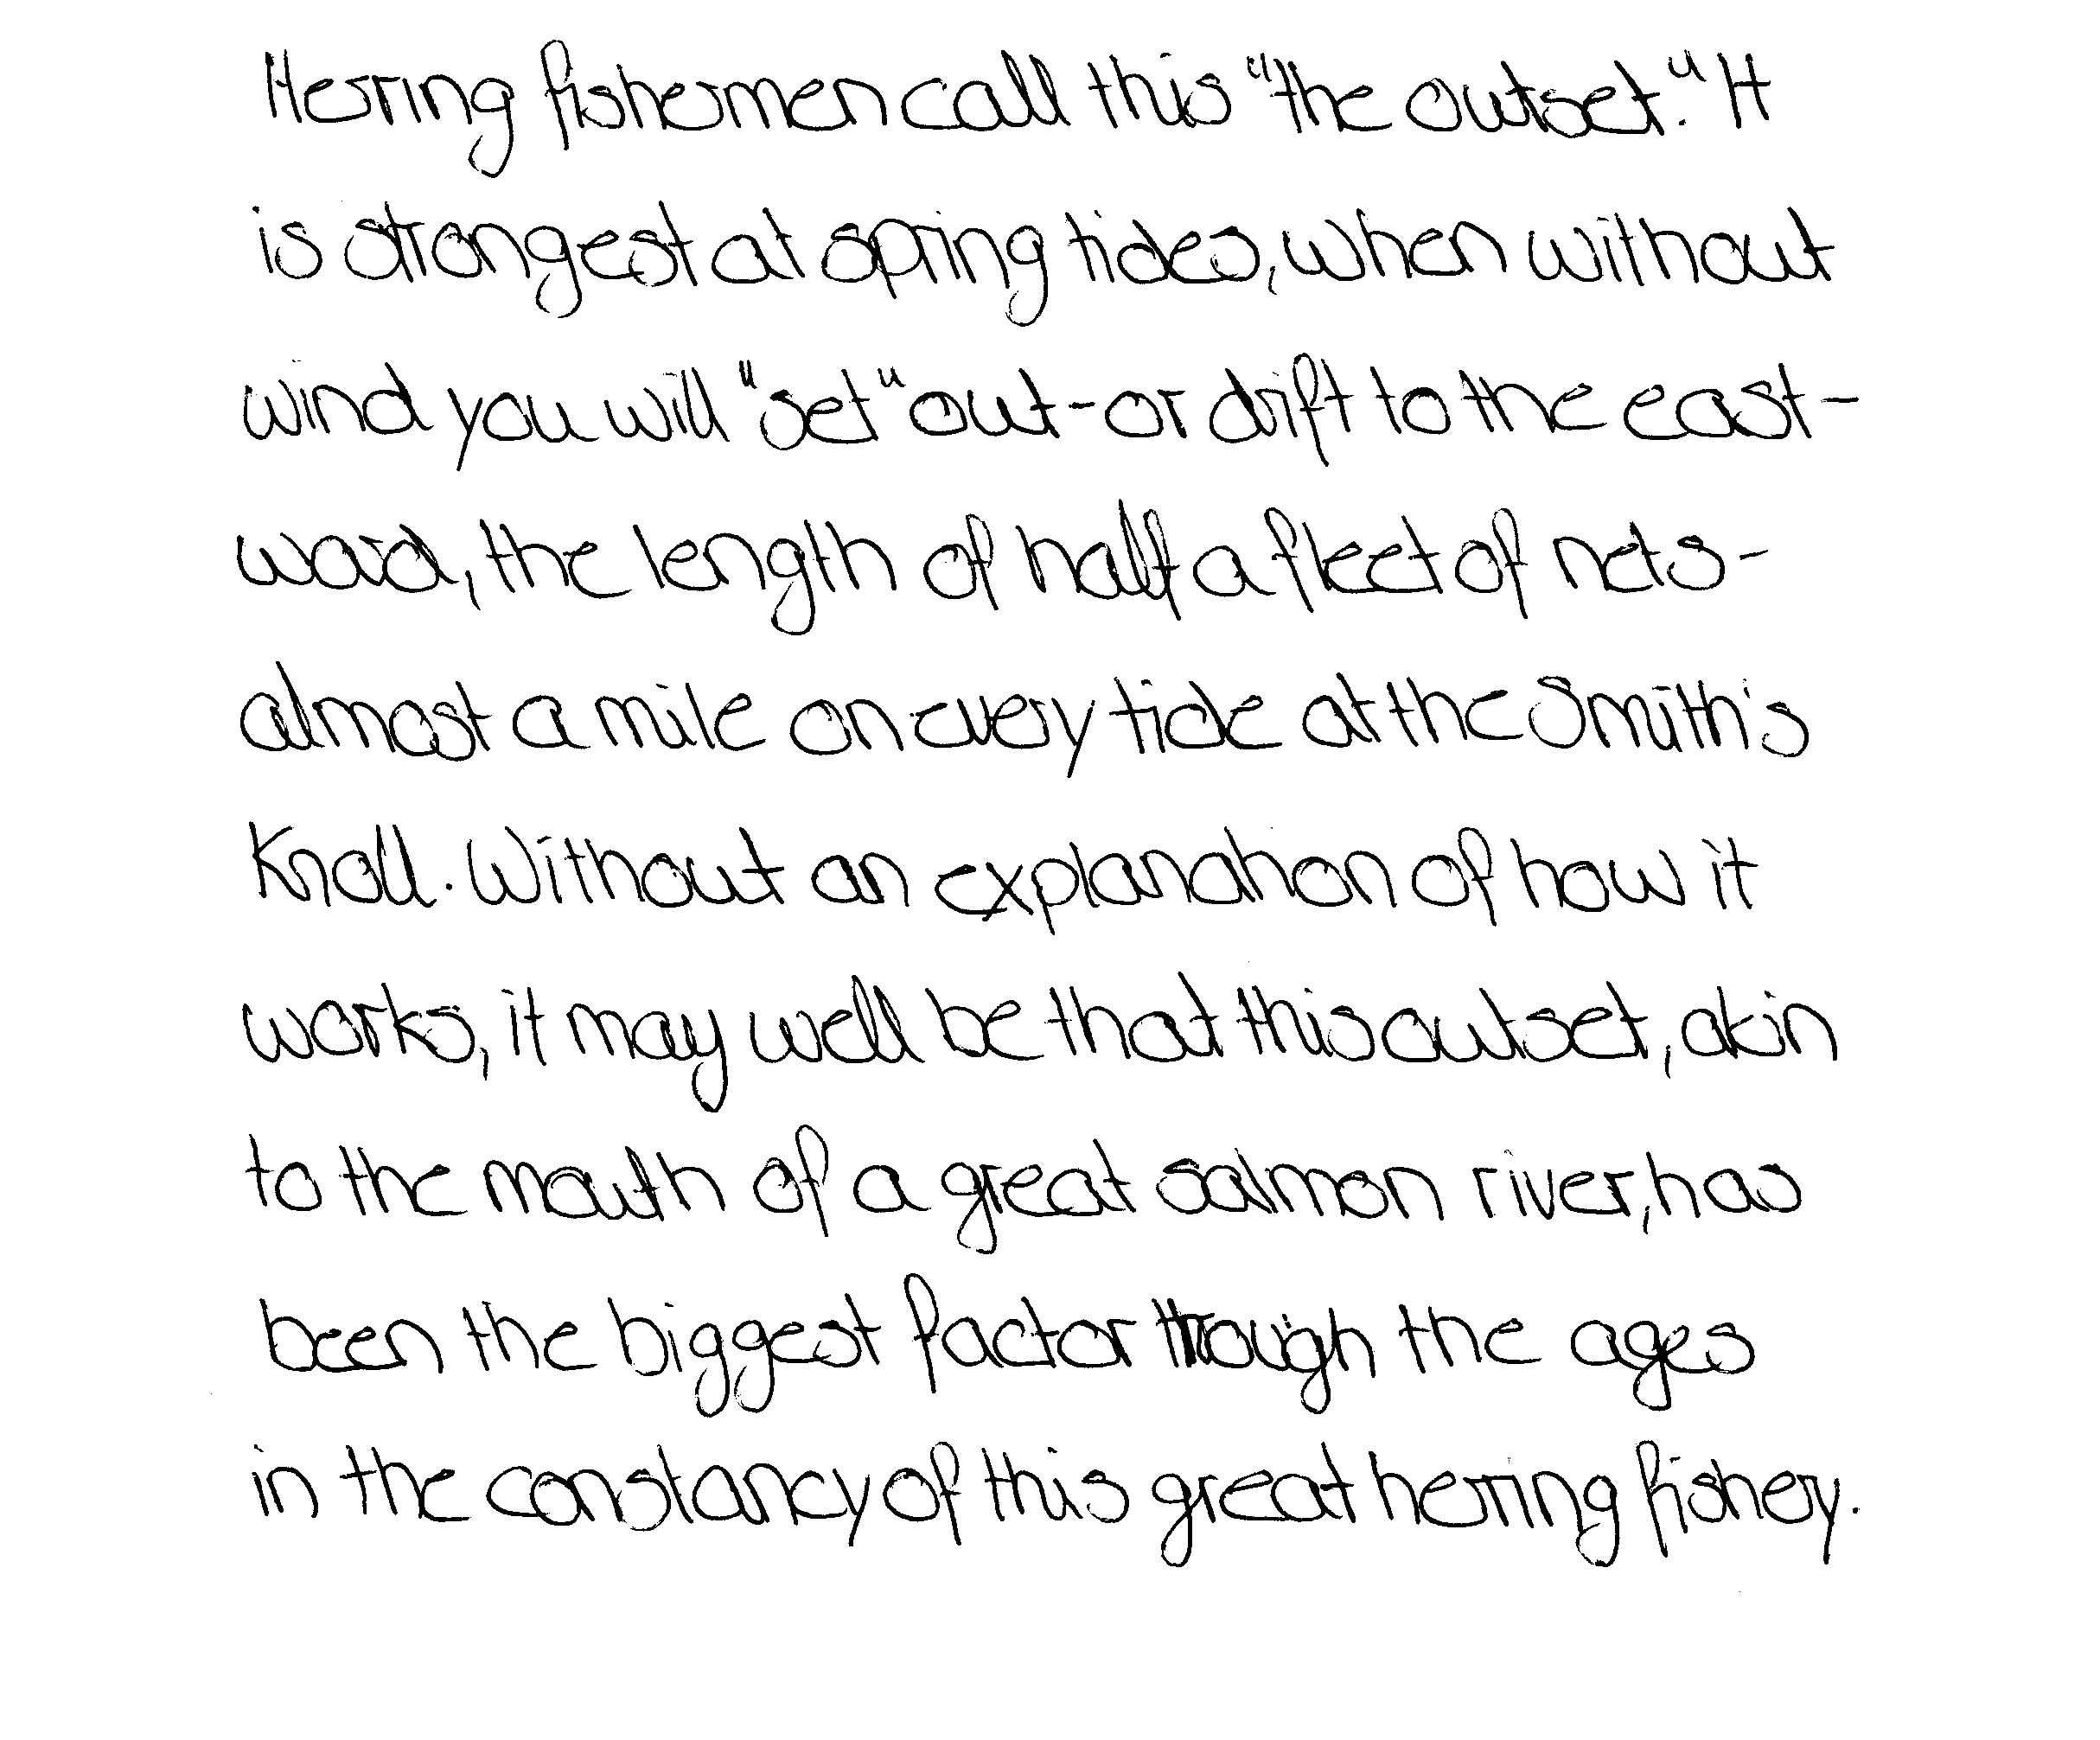 Herring fishermen call this "the outset." It
is strongest at spring tides, when without
wind you will "set" out-or drift to the east-
ward, the length of half a fleet of nets-
almost a mile on every tide at the Smith's
Knoll. Without an explanation of how it
works, it may well be that this outset, akin
to the mouth of a great salmon river, has
been the biggest factor through the ages
in the constancy of this great herring fishery.